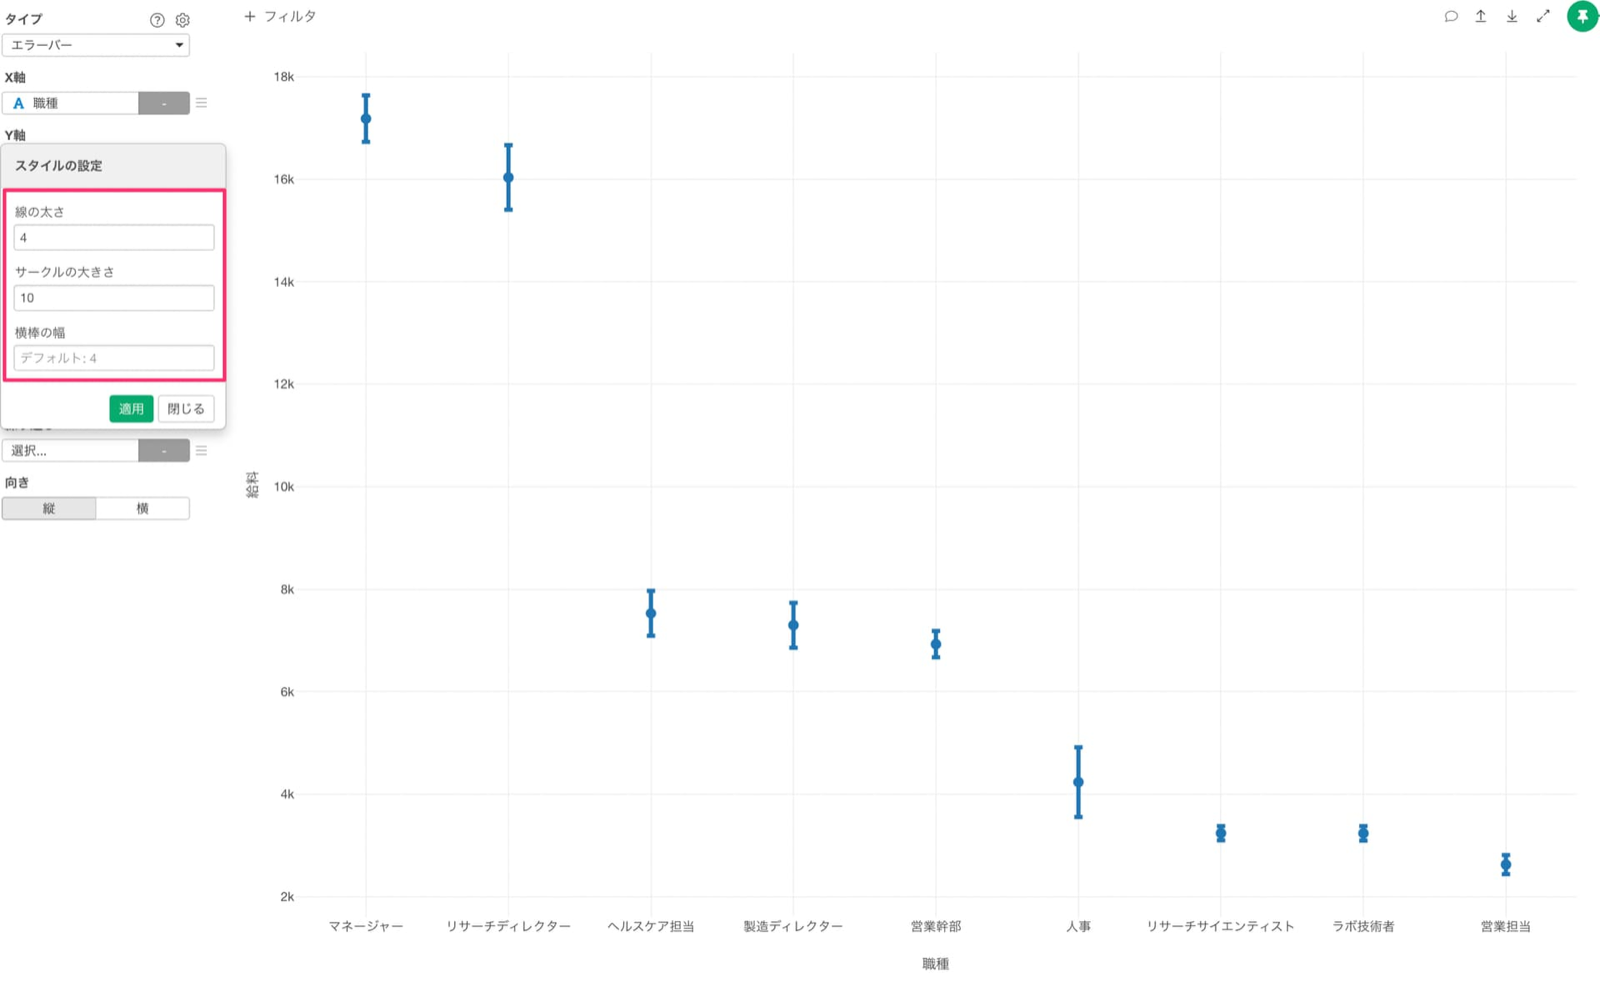 タイプ
エラーバー
X軸
A 職種 -
Y軸
スタイルの設定
線の太さ
4
サークルの大きさ
10
横棒の幅
デフォルト: 4
適用 閉じる
選択... -
向き
縦 横
+ フィルタ
18k
16k
14k
12k
10k
8k
6k
4k
2k
給料
マネージャー リサーチディレクター ヘルスケア担当 製造ディレクター 営業幹部 人事 リサーチサイエンティスト ラボ技術者 営業担当
職種